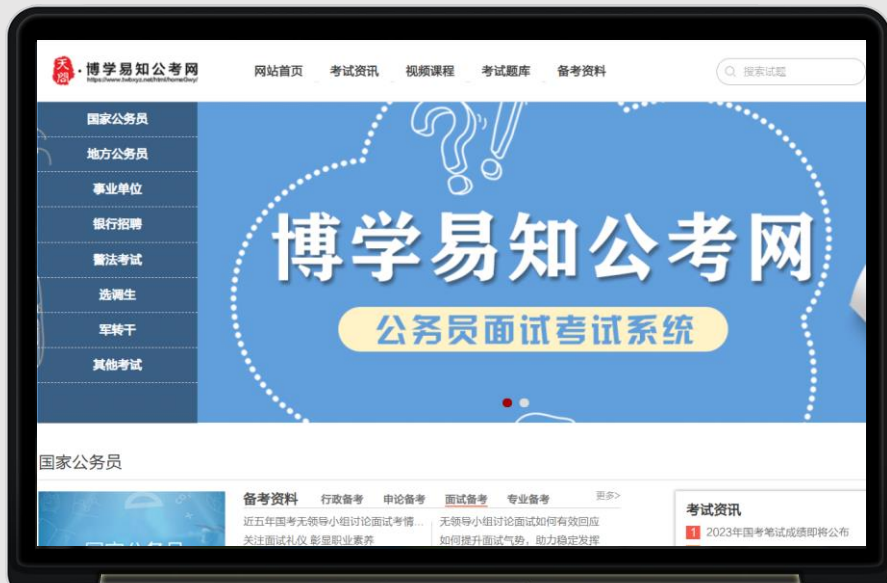 天閤
·博学易知公考网
网站首页 考试资讯 视频课程 考试题库 备考资料
搜索试题
国家公务员
地方公务员
事业单位
银行招聘
警法考试
选调生
军转干
其他考试
博学易知公考网
公务员面试考试系统
国家公务员
备考资料 行政备考 申论备考 面试备考 专业备考 更多>
近五年国考无领导小组讨论面试考情...
无领导小组讨论面试如何有效回应
关注面试礼仪 彰显职业素养
如何提升面试气势，助力稳定发挥
考试资讯
1 2023年国考笔试成绩即将公布